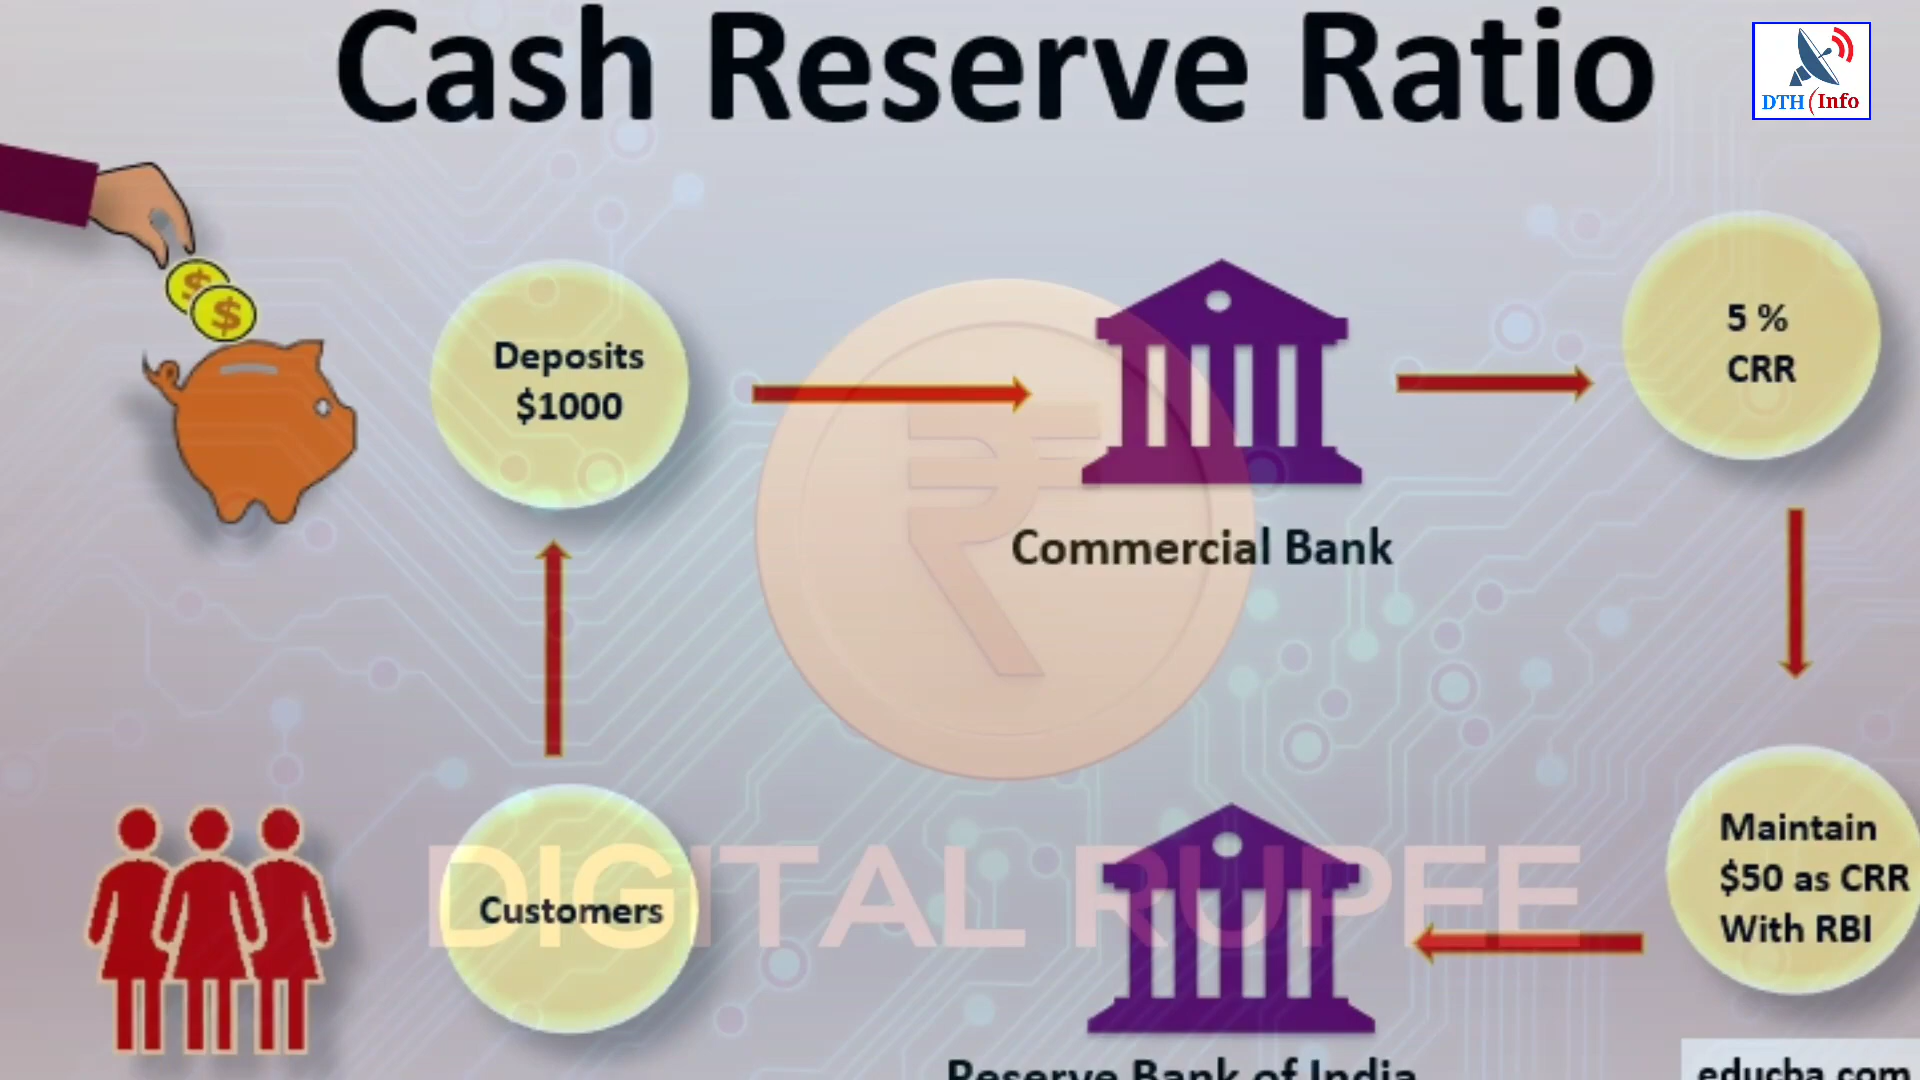 Cash Reserve Ratio
DTH Info
$
$
Deposits
$1000
5 %
CRR
₹
Commercial Bank
Maintain
$50 as CRR
With RBI
Customers
DIGITAL RUPEE
Reserve Bank of India
educba.com